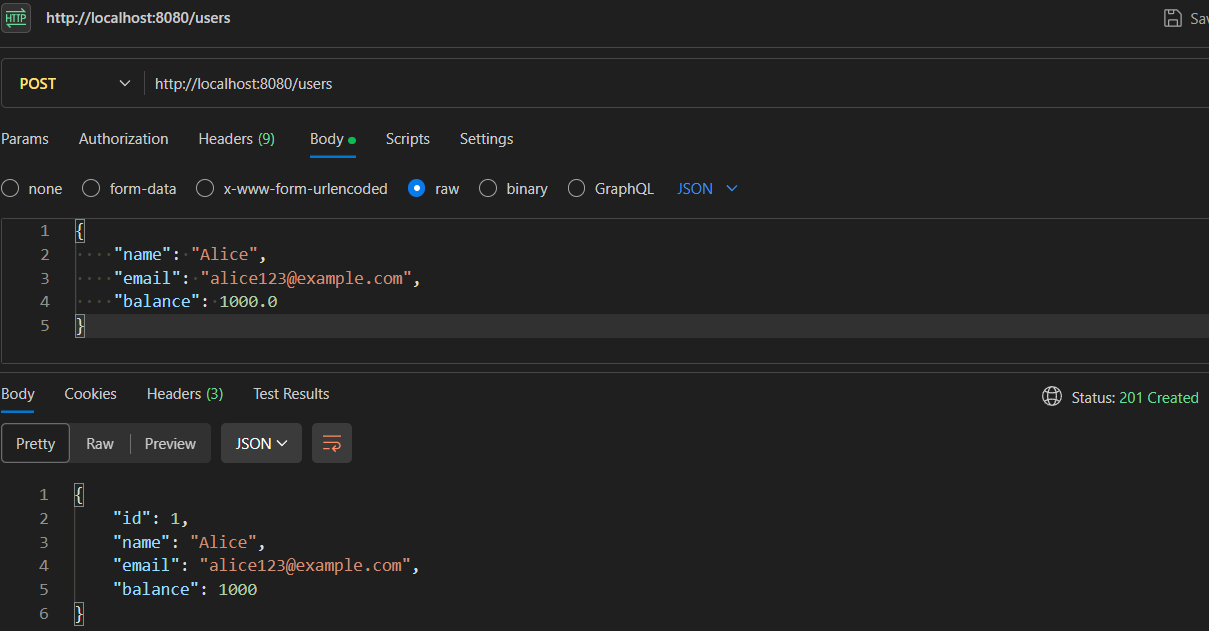 HTTP http://localhost:8080/users
POST http://localhost:8080/users
Params Authorization Headers (9) Body Scripts Settings
none form-data x-www-form-urlencoded raw binary GraphQL JSON
1 {
2 ····"name":·"Alice",
3 ····"email":·"alice123@example.com",
4 ····"balance":·1000.0
5 }
Body Cookies Headers (3) Test Results Status: 201 Created
Pretty Raw Preview JSON
1 {
2 "id": 1,
3 "name": "Alice",
4 "email": "alice123@example.com",
5 "balance": 1000
6 }